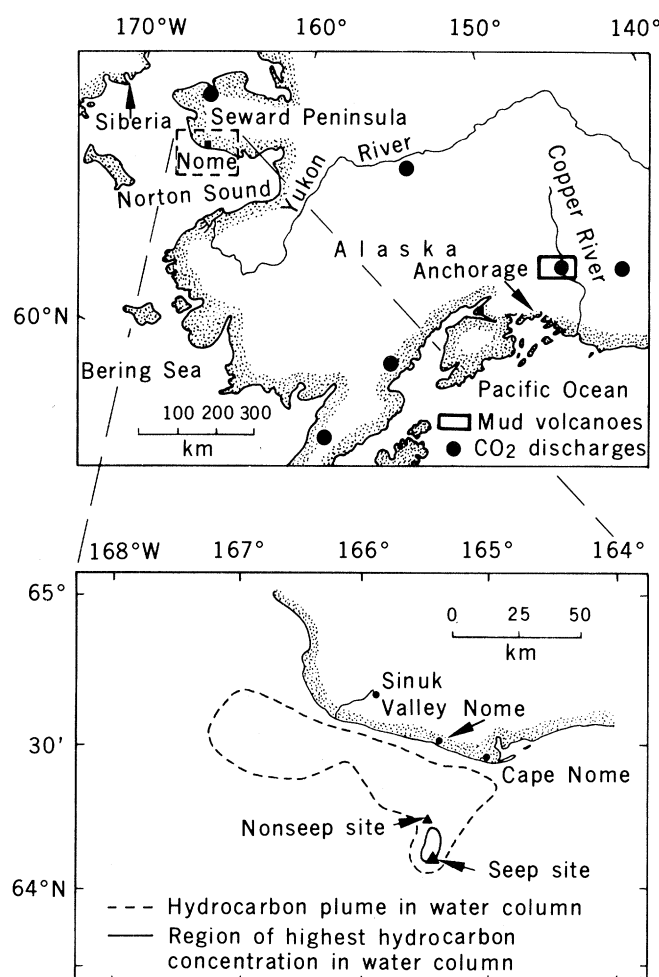 170°W 160° 150° 140°
Siberia
Seward Peninsula
Nome
Norton Sound
Yukon
River
Copper River
Alaska
Anchorage
60°N
Bering Sea
Pacific Ocean
100 200 300
km
Mud volcanoes
CO2 discharges
168°W 167° 166° 165° 164°
65°
0 25 50
km
Sinuk
Valley
Nome
30'
Cape Nome
Nonseep site
Seep site
64°N
Hydrocarbon plume in water column
Region of highest hydrocarbon
concentration in water column